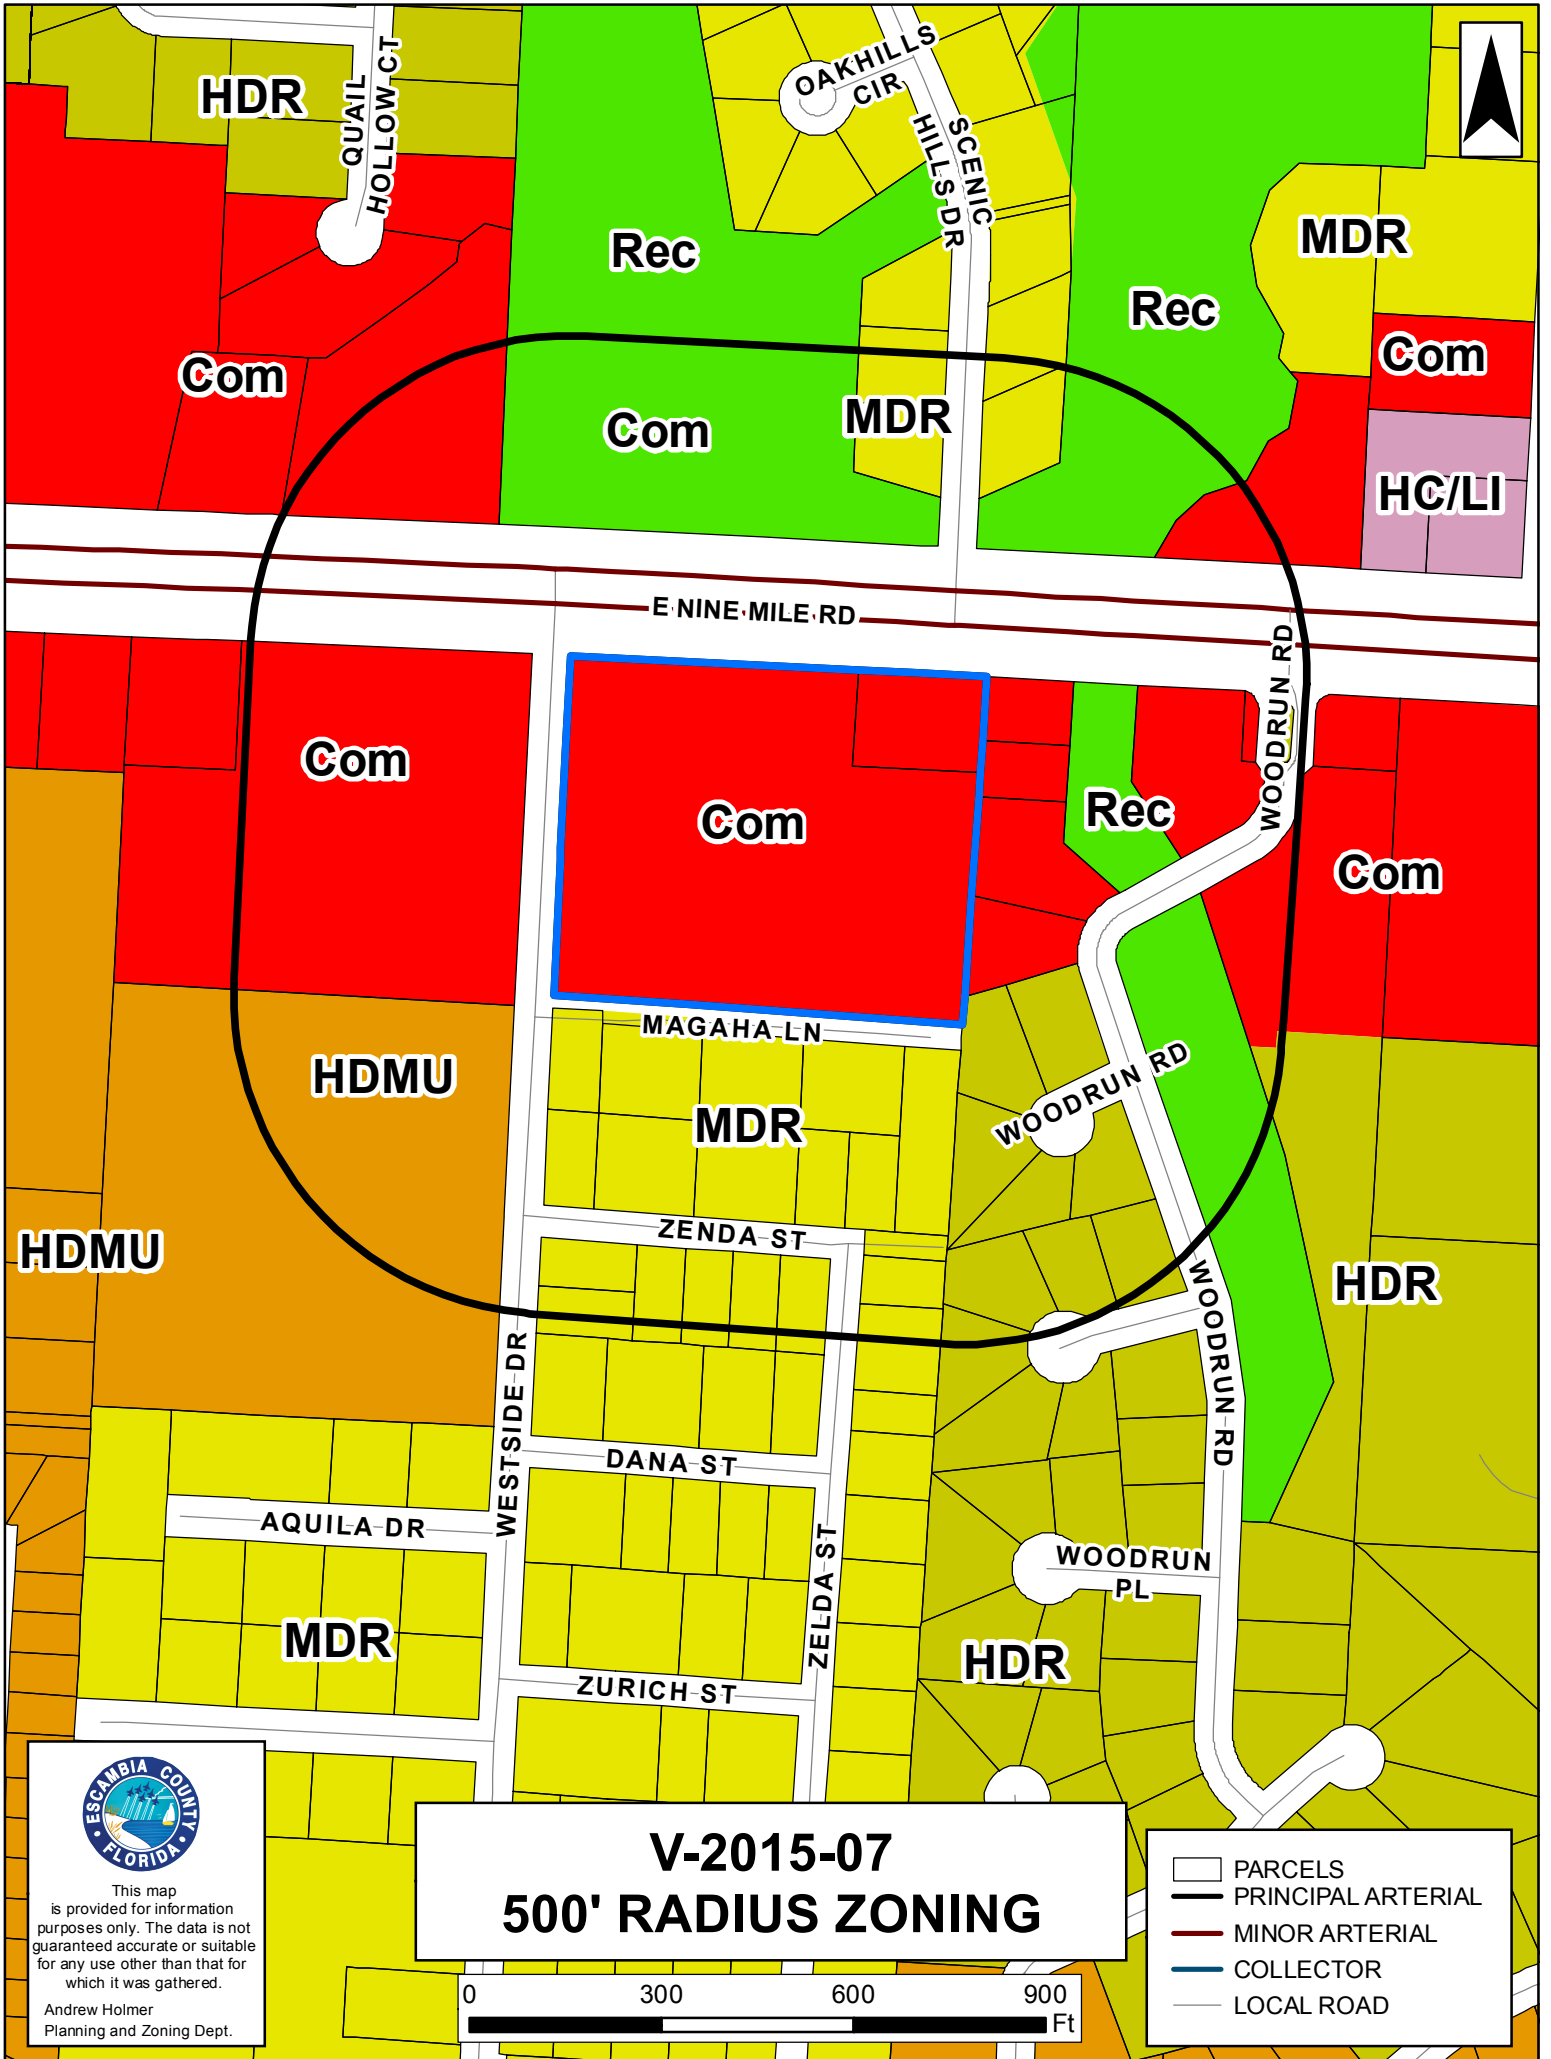 HDR
QUAIL
HOLLOW CT
OAKHILLS
CIR
SCENIC
HILLS DR
Rec
MDR
Rec
Com
Com
Com
MDR
HC/LI
E NINE MILE RD
WOODRUN RD
Com
Com
Rec
Com
MAGAHA LN
HDMU
MDR
WOODRUN RD
ZENDA ST
HDMU
HDR
WOODRUN RD
WESTSIDE DR
DANA ST
AQUILA DR
ZELDA ST
WOODRUN
PL
MDR
HDR
ZURICH ST
ESCAMBIA COUNTY
FLORIDA
This map
is provided for information
purposes only. The data is not
guaranteed accurate or suitable
for any use other than that for
which it was gathered.
Andrew Holmer
Planning and Zoning Dept.
V-2015-07
500' RADIUS ZONING
0 300 600 900
Ft
PARCELS
PRINCIPAL ARTERIAL
MINOR ARTERIAL
COLLECTOR
LOCAL ROAD